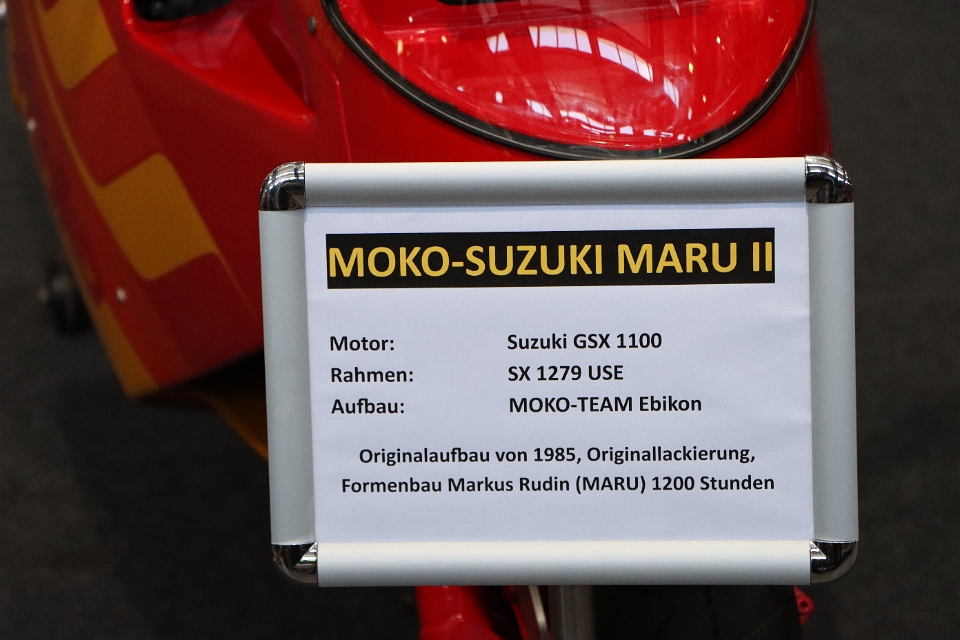 MOKO-SUZUKI MARU II
Motor: Suzuki GSX 1100
Rahmen: SX 1279 USE
Aufbau: MOKO-TEAM Ebikon
Originalaufbau von 1985, Originallackierung,
Formenbau Markus Rudin (MARU) 1200 Stunden